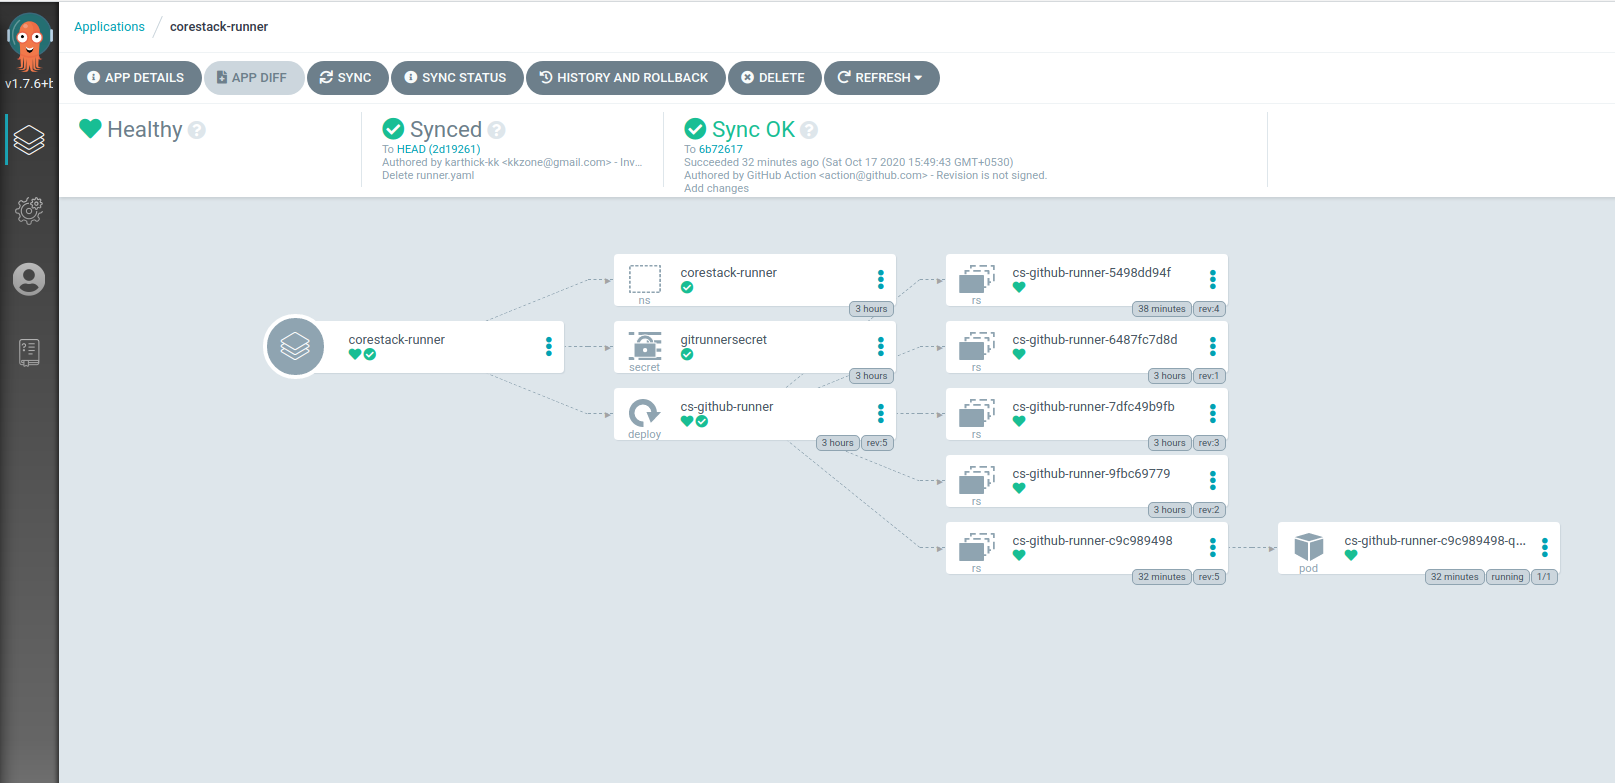 Applications / corestack-runner
v1.7.6+b
APP DETAILS
APP DIFF
SYNC
SYNC STATUS
HISTORY AND ROLLBACK
DELETE
REFRESH
Healthy ?
Synced ?
To HEAD (2d19261)
Authored by karthick-kk <kkzone@gmail.com> - Inv...
Delete runner.yaml
Sync OK ?
To 6b72617
Succeeded 32 minutes ago (Sat Oct 17 2020 15:49:43 GMT+0530)
Authored by GitHub Action <action@github.com> - Revision is not signed.
Add changes
corestack-runner
corestack-runner
ns
3 hours
gitrunnersecret
secret
3 hours
cs-github-runner
deploy
3 hours rev:5
cs-github-runner-5498dd94f
rs
38 minutes rev:4
cs-github-runner-6487fc7d8d
rs
3 hours rev:1
cs-github-runner-7dfc49b9fb
rs
3 hours rev:3
cs-github-runner-9fbc69779
rs
3 hours rev:2
cs-github-runner-c9c989498
rs
32 minutes rev:5
cs-github-runner-c9c989498-q...
pod
32 minutes running 1/1